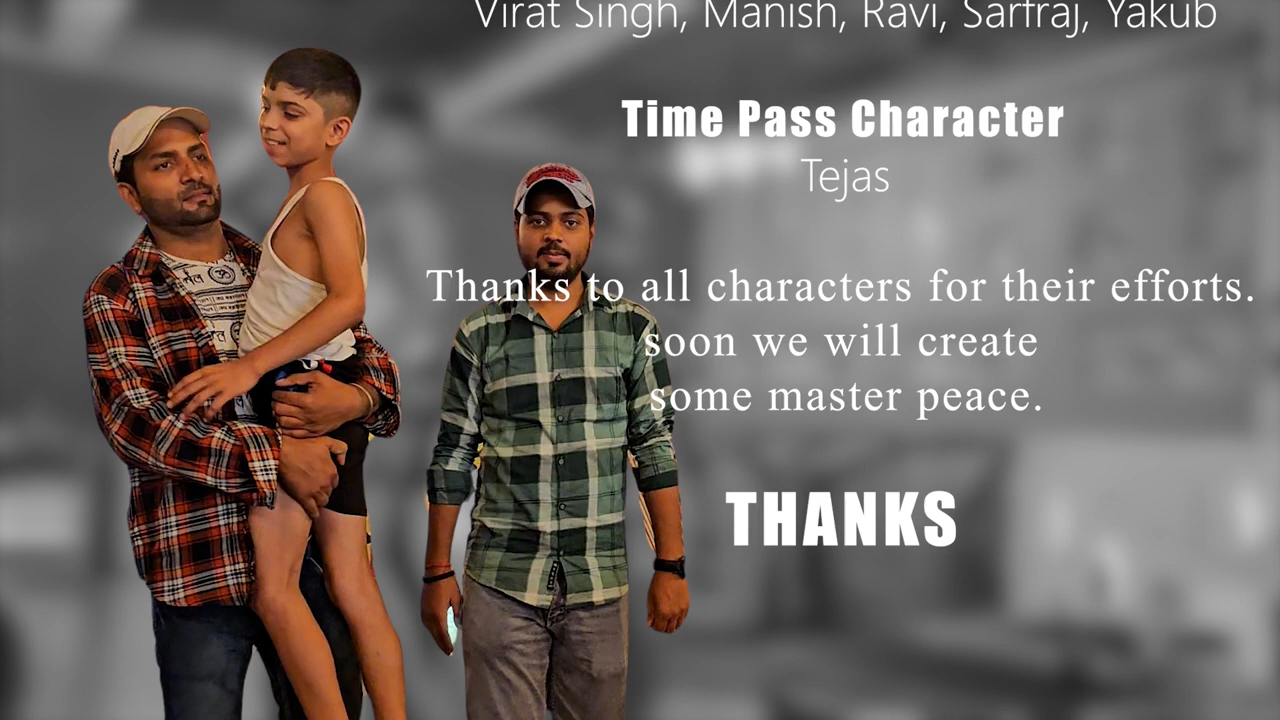 Virat Singh, Manish, Ravi, Sarfraj, Yakub
Time Pass Character
Tejas
Thanks to all characters for their efforts.
soon we will create
some master peace.
THANKS